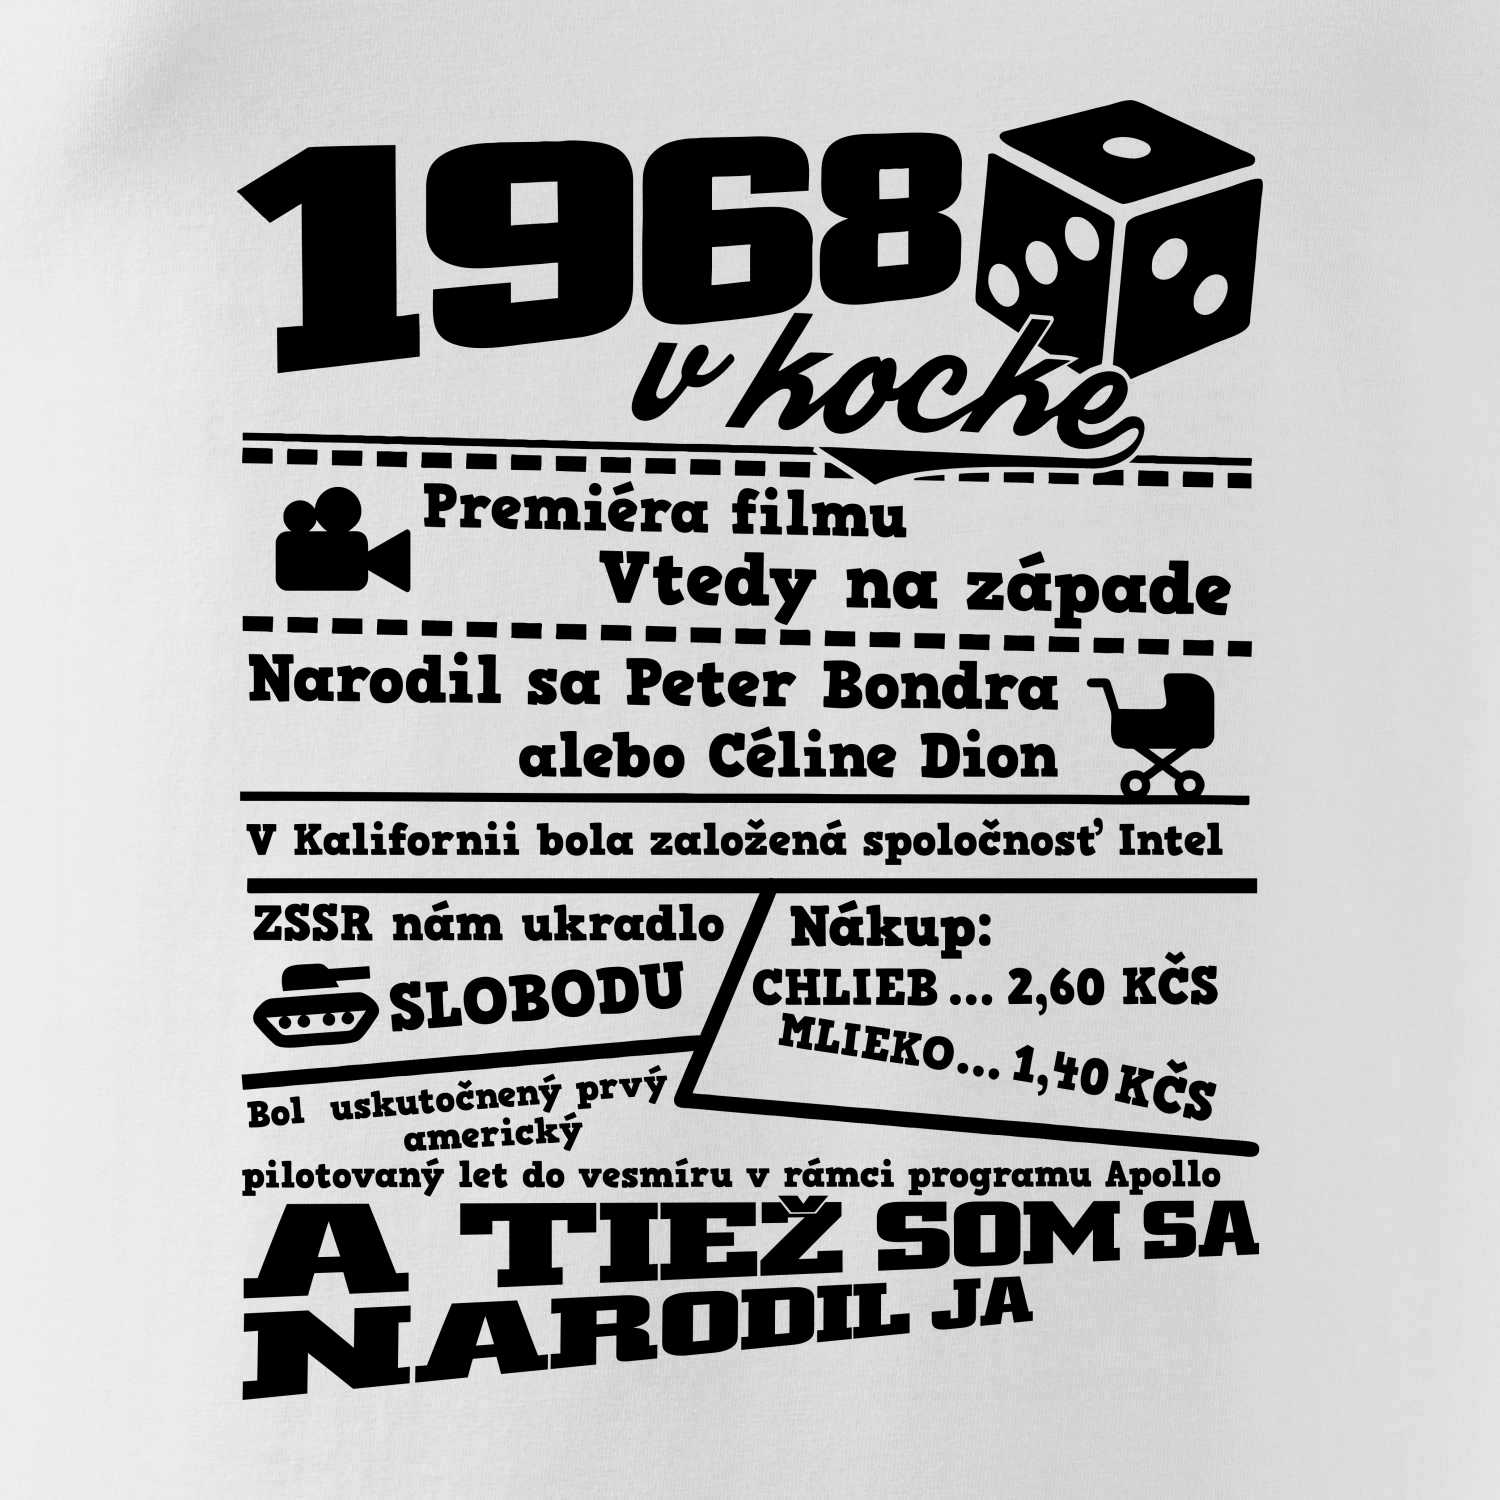 1968
v kocke
Premiéra filmu
Vtedy na západe
Narodil sa Peter Bondra
alebo Céline Dion
V Kalifornii bola založená spoločnosť Intel
ZSSR nám ukradlo
SLOBODU
Nákup:
CHLIEB... 2,60 KČS
MLIEKO... 1,40 KČS
Bol uskutočnený prvý
americký
pilotovaný let do vesmíru v rámci programu Apollo
A TIEŽ SOM SA
NARODIL JA